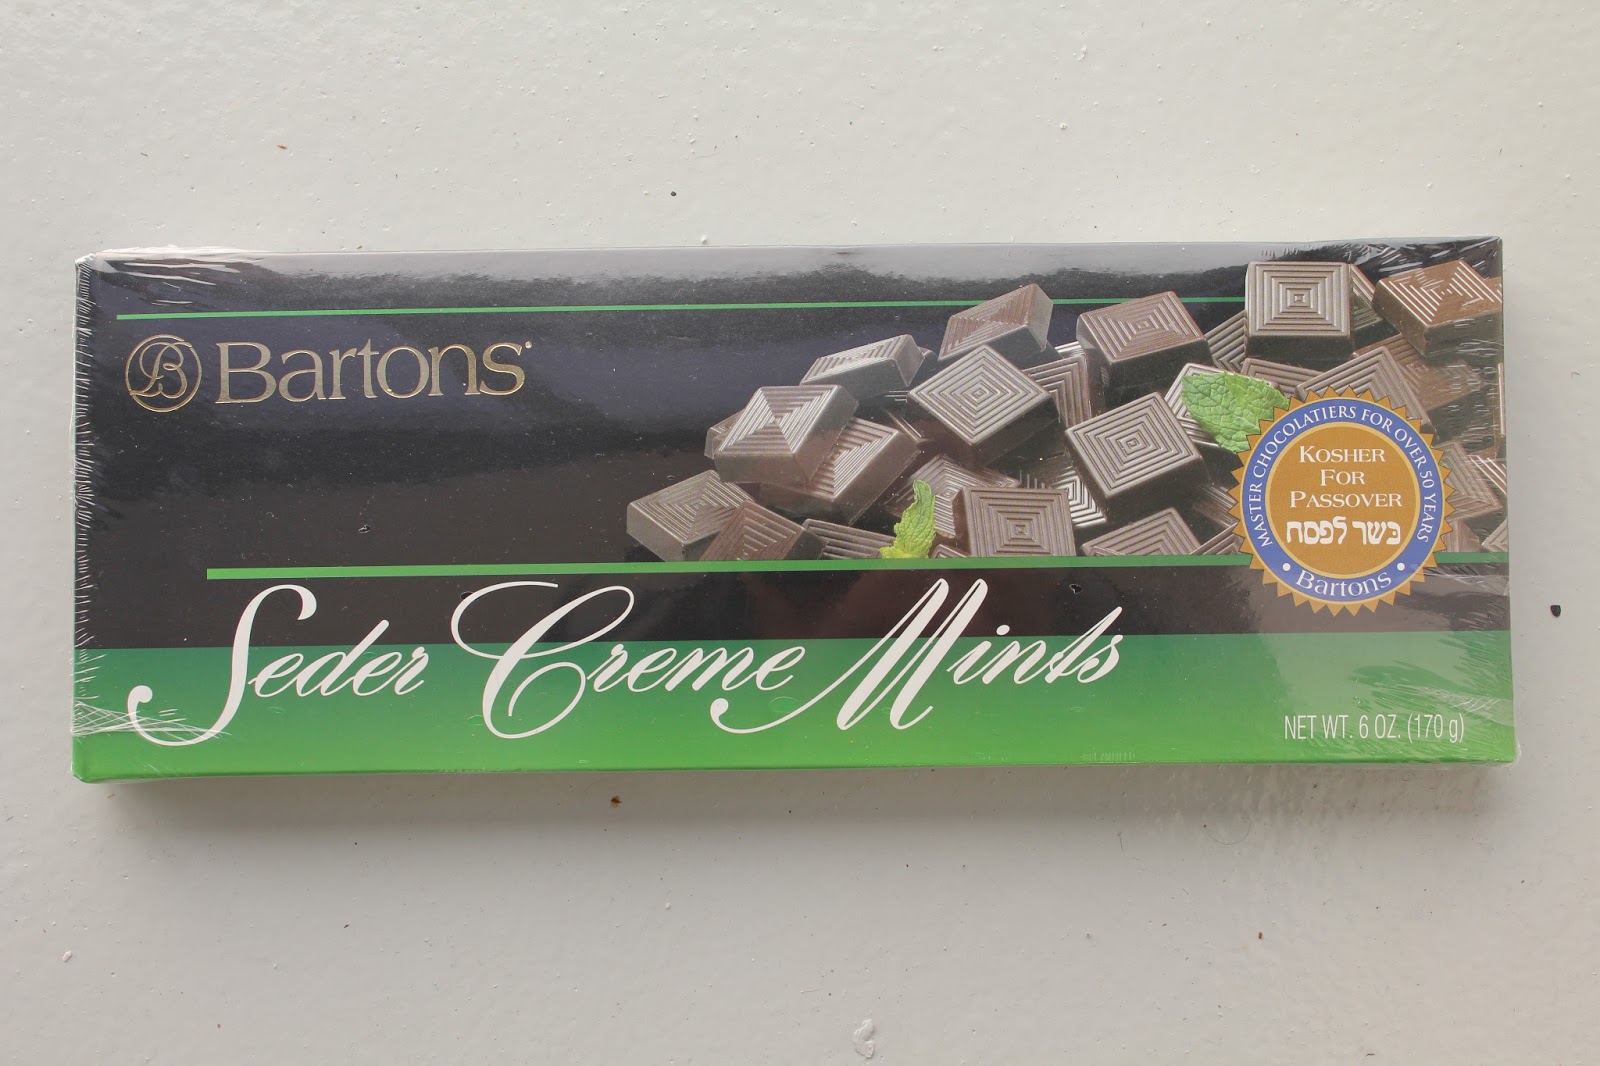 B Bartons
MASTER CHOCOLATIERS FOR OVER 50 YEARS
KOSHER
FOR
PASSOVER
כשר לפסח
• Bartons •
Seder Creme Mints
NET WT. 6 OZ. (170 g)